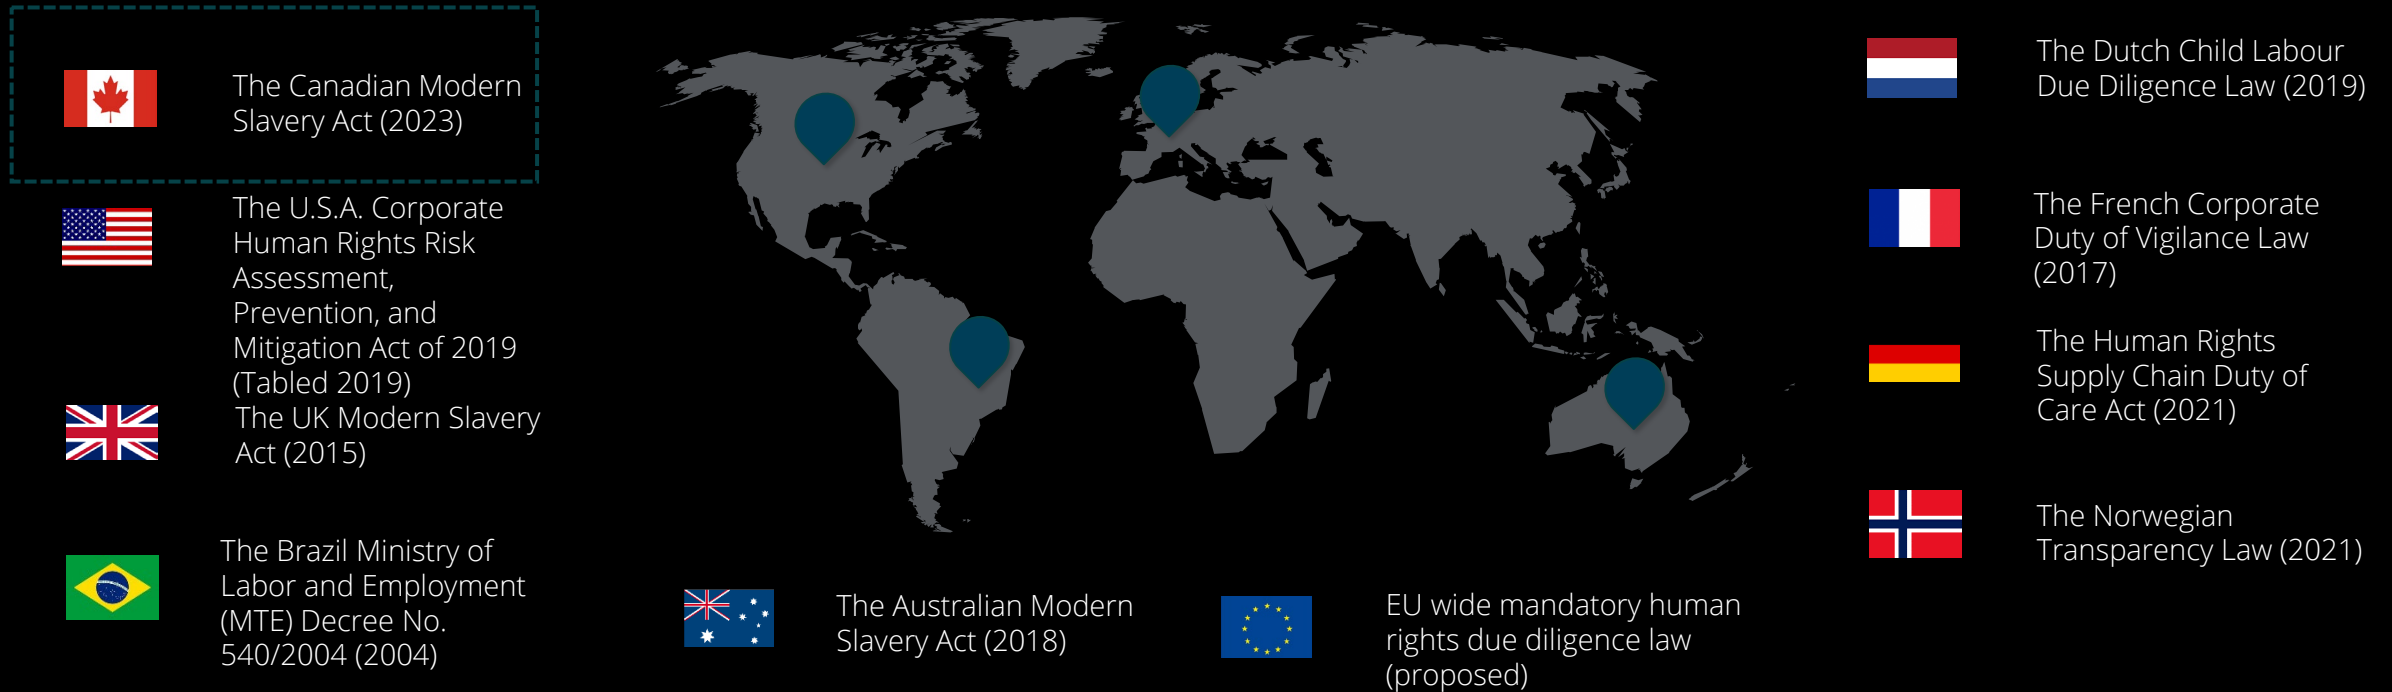 The Canadian Modern
Slavery Act (2023)
The U.S.A. Corporate
Human Rights Risk
Assessment,
Prevention, and
Mitigation Act of 2019
(Tabled 2019)
The UK Modern Slavery
Act (2015)
The Brazil Ministry of
Labor and Employment
(MTE) Decree No.
540/2004 (2004)
The Australian Modern
Slavery Act (2018)
EU wide mandatory human
rights due diligence law
(proposed)
The Dutch Child Labour
Due Diligence Law (2019)
The French Corporate
Duty of Vigilance Law
(2017)
The Human Rights
Supply Chain Duty of
Care Act (2021)
The Norwegian
Transparency Law (2021)